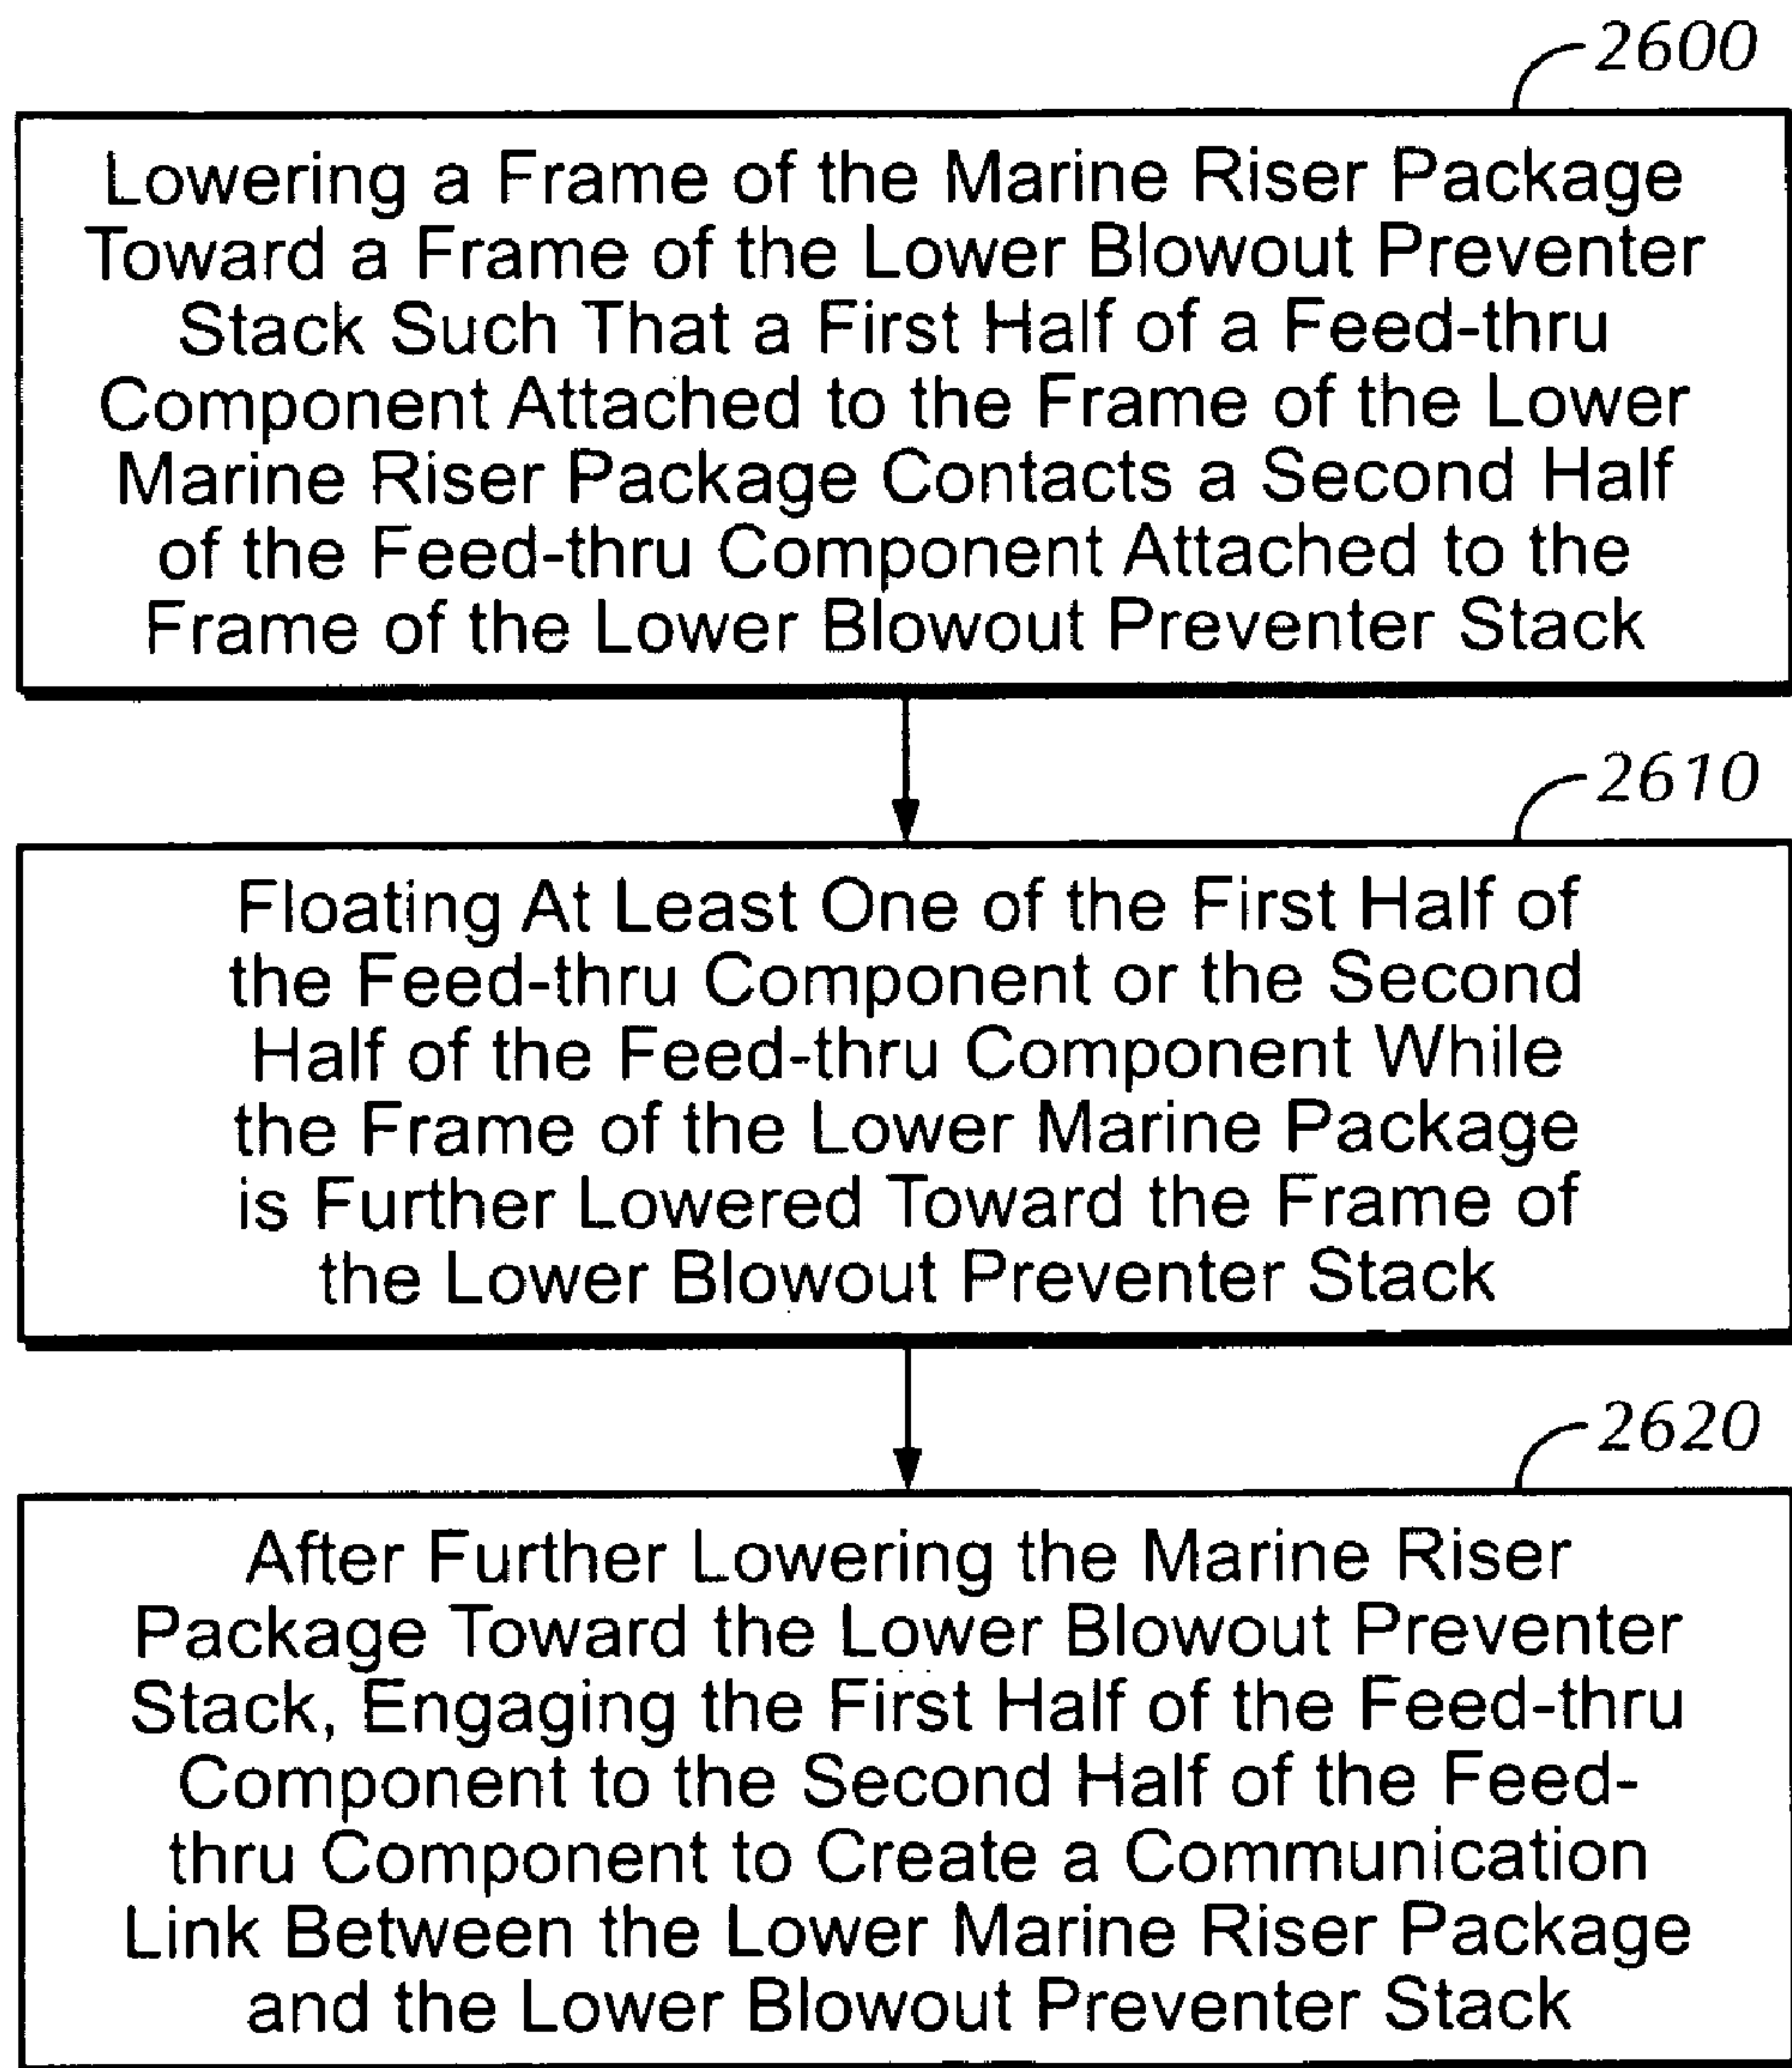 2600
Lowering a Frame of the Marine Riser Package
Toward a Frame of the Lower Blowout Preventer
Stack Such That a First Half of a Feed-thru
Component Attached to the Frame of the Lower
Marine Riser Package Contacts a Second Half
of the Feed-thru Component Attached to the
Frame of the Lower Blowout Preventer Stack
2610
Floating At Least One of the First Half of
the Feed-thru Component or the Second
Half of the Feed-thru Component While
the Frame of the Lower Marine Package
is Further Lowered Toward the Frame of
the Lower Blowout Preventer Stack
2620
After Further Lowering the Marine Riser
Package Toward the Lower Blowout Preventer
Stack, Engaging the First Half of the Feed-thru
Component to the Second Half of the Feed-
thru Component to Create a Communication
Link Between the Lower Marine Riser Package
and the Lower Blowout Preventer Stack